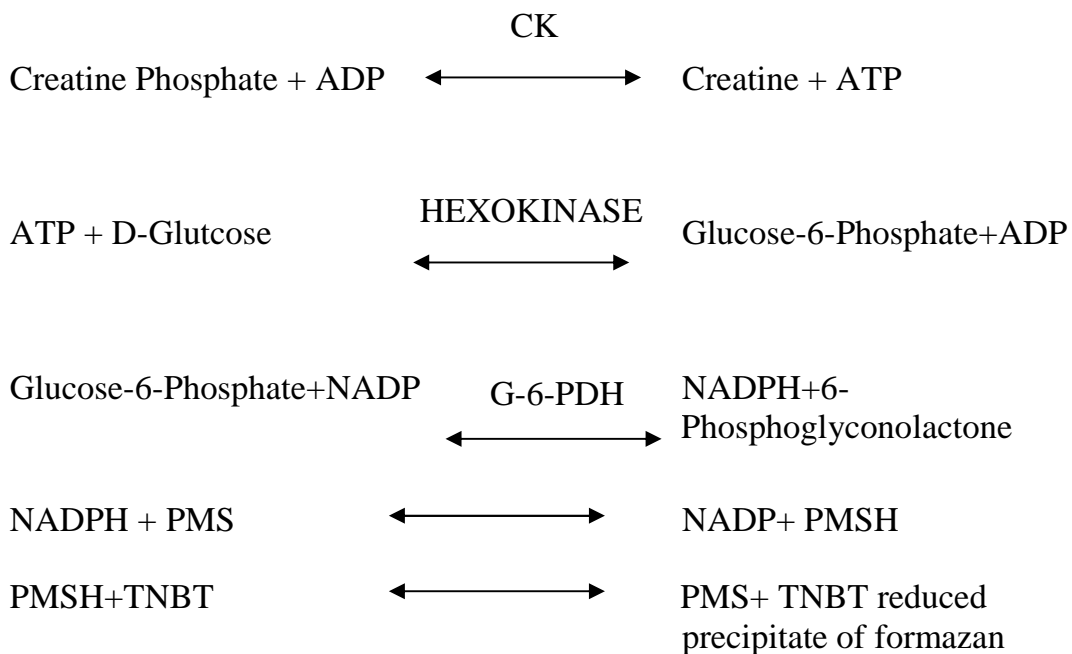 CK
Creatine Phosphate + ADP Creatine + ATP
HEXOKINASE
ATP + D-Glutcose Glucose-6-Phosphate+ADP
Glucose-6-Phosphate+NADP G-6-PDH NADPH+6-
Phosphoglyconolactone
NADPH + PMS NADP+ PMSH
PMSH+TNBT PMS+ TNBT reduced
precipitate of formazan